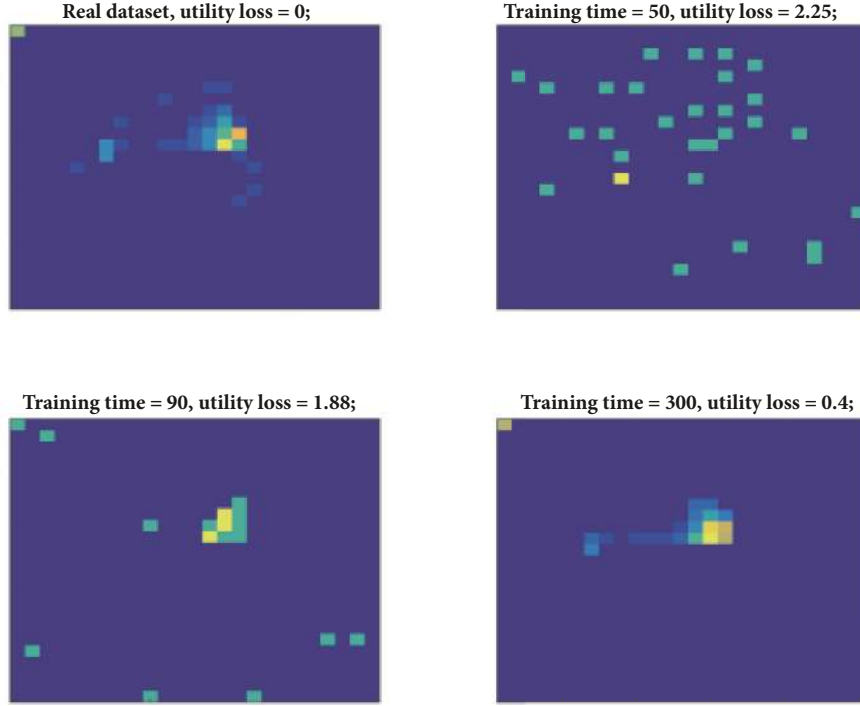 Real dataset, utility loss = 0;
Training time = 50, utility loss = 2.25;
Training time = 90, utility loss = 1.88;
Training time = 300, utility loss = 0.4;